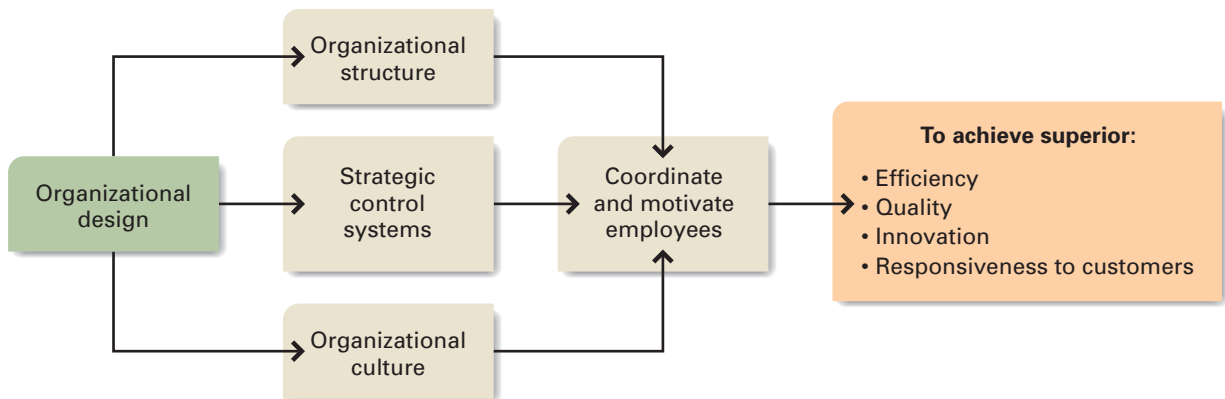 Organizational
design
Organizational
structure
Strategic
control
systems
Organizational
culture
Coordinate
and motivate
employees
To achieve superior:
• Efficiency
• Quality
• Innovation
• Responsiveness to customers